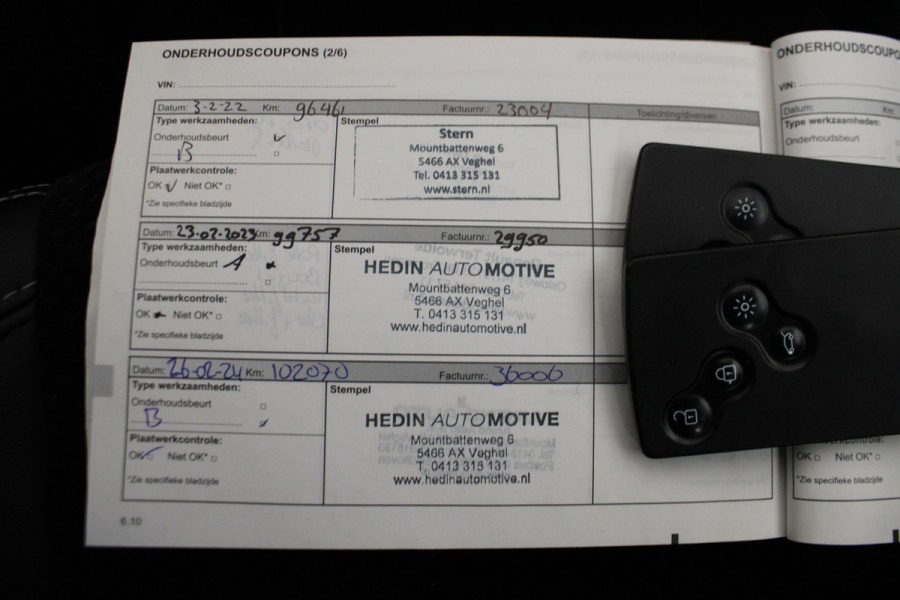 ONDERHOUDSCOUPONS (2/6)
VIN:
Datum: 3-2-22 Km: 96461 Factuurnr.: 23004 Toelichting/diversen
Type werkzaamheden: Stempel
Onderhoudsbeurt
B
Plaatwerkcontrole:
OK Niet OK*
*Zie specifieke bladzijde
Stern
Mountbattenweg 6
5466 AX Veghel
Tel. 0413 315 131
www.stern.nl
Datum: 23-02-2023 Km: 99757 Factuurnr.: 29950
Type werkzaamheden: Stempel
Onderhoudsbeurt A
Plaatwerkcontrole:
OK Niet OK*
*Zie specifieke bladzijde
HEDIN AUTOMOTIVE
Mountbattenweg 6
5466 AX Veghel
T. 0413 315 131
www.hedinautomotive.nl
Datum: 26-02-24 Km: 102070 Factuurnr.: 36006
Type werkzaamheden: Stempel
Onderhoudsbeurt
B
Plaatwerkcontrole:
OK Niet OK*
*Zie specifieke bladzijde
HEDIN AUTOMOTIVE
Mountbattenweg 6
5466 AX Veghel
T. 0413 315 131
www.hedinautomotive.nl
6.10
ONDERHOUDSCOUPO
VIN:
Datum: Km
Type werkzaamheden:
Onderhoudsbeurt
OK Niet OK*
*Zie specifieke bladzijde